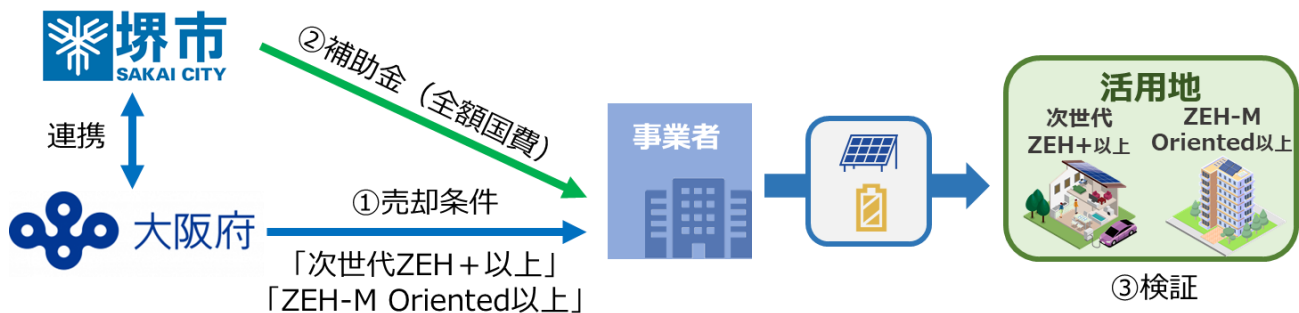 堺市
SAKAI CITY
②補助金（全額国費）
連携
大阪府
①売却条件
「次世代ZEH＋以上」
「ZEH-M Oriented以上」
事業者
活用地
次世代
ZEH+以上
ZEH-M
Oriented以上
③検証